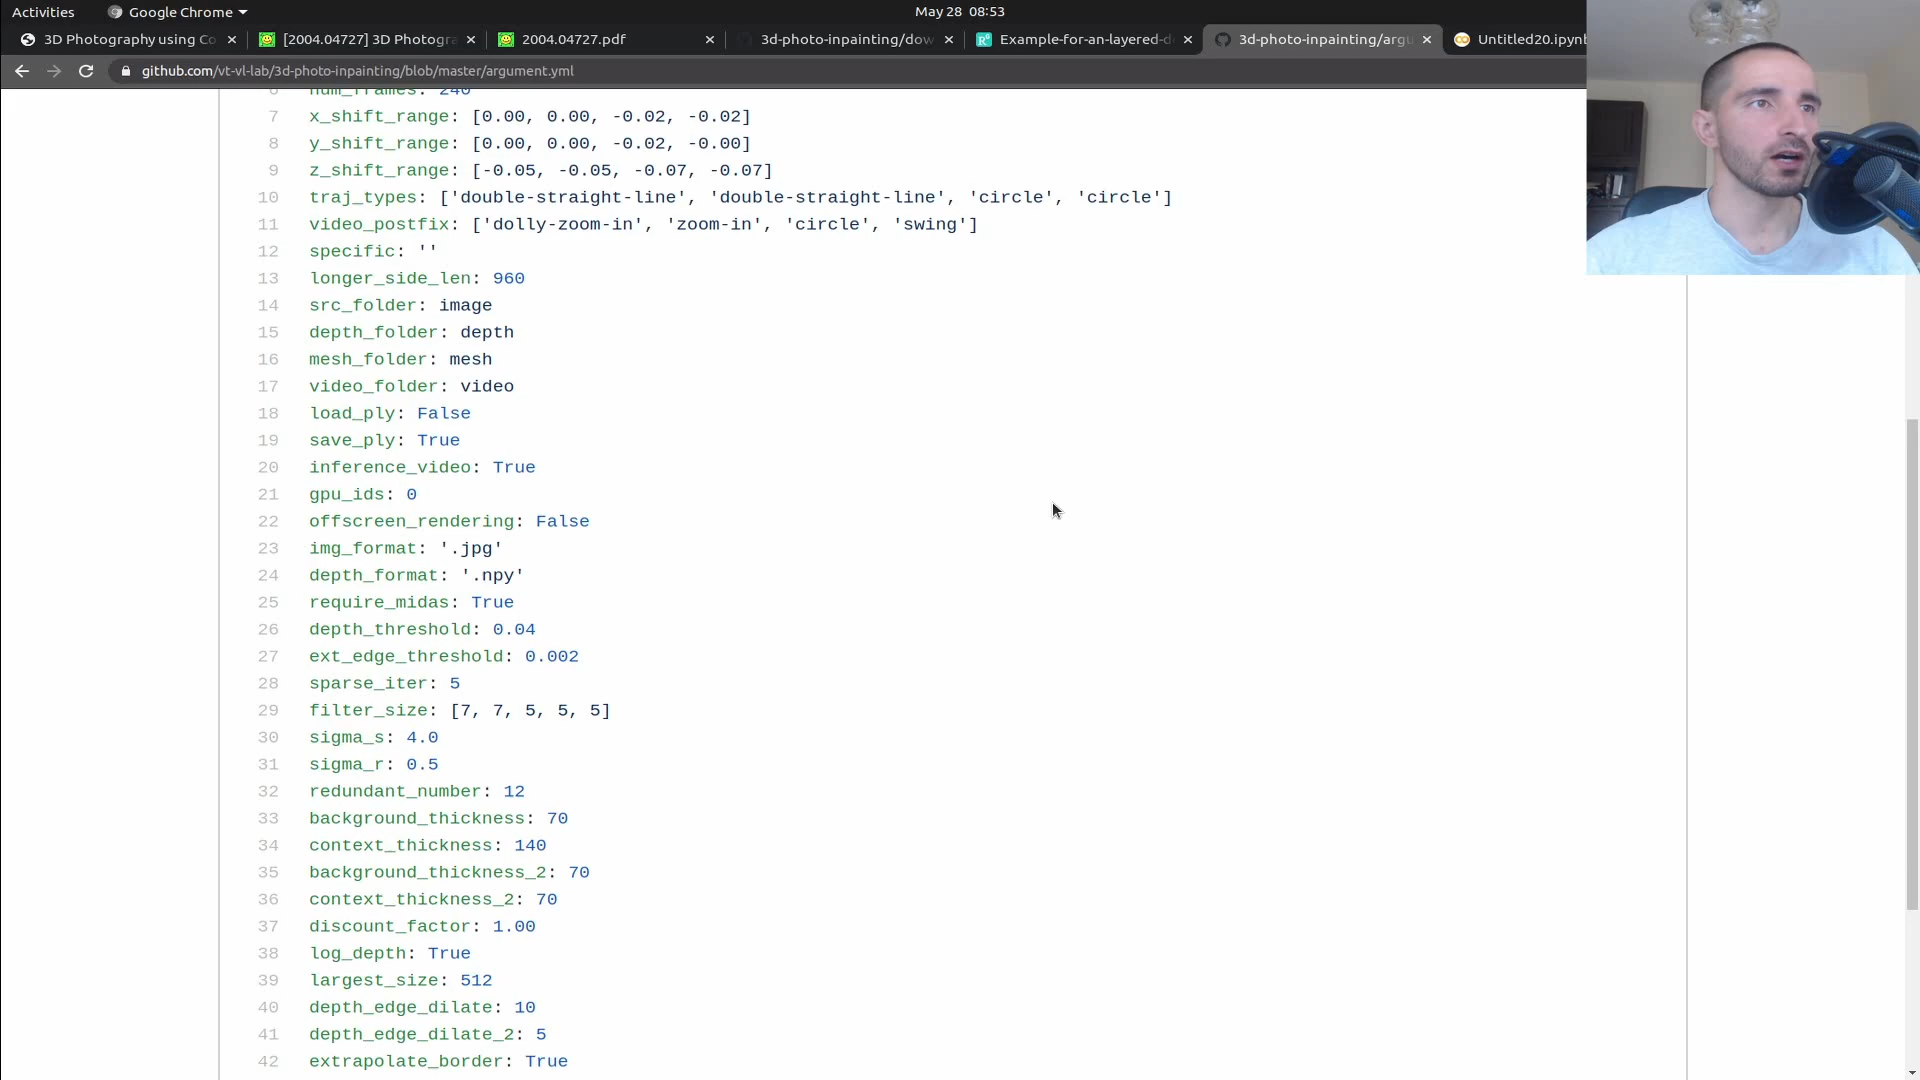 Activities
Google Chrome
May 28 08:53
3D Photography using Co
[2004.04727] 3D Photogra
2004.04727.pdf
3d-photo-inpainting/dow
Example-for-an-layered-d
3d-photo-inpainting/argu
Untitled20.ipynb
github.com/vt-vl-lab/3d-photo-inpainting/blob/master/argument.yml
6 num_frames: 240
7 x_shift_range: [0.00, 0.00, -0.02, -0.02]
8 y_shift_range: [0.00, 0.00, -0.02, -0.00]
9 z_shift_range: [-0.05, -0.05, -0.07, -0.07]
10 traj_types: ['double-straight-line', 'double-straight-line', 'circle', 'circle']
11 video_postfix: ['dolly-zoom-in', 'zoom-in', 'circle', 'swing']
12 specific: ''
13 longer_side_len: 960
14 src_folder: image
15 depth_folder: depth
16 mesh_folder: mesh
17 video_folder: video
18 load_ply: False
19 save_ply: True
20 inference_video: True
21 gpu_ids: 0
22 offscreen_rendering: False
23 img_format: '.jpg'
24 depth_format: '.npy'
25 require_midas: True
26 depth_threshold: 0.04
27 ext_edge_threshold: 0.002
28 sparse_iter: 5
29 filter_size: [7, 7, 5, 5, 5]
30 sigma_s: 4.0
31 sigma_r: 0.5
32 redundant_number: 12
33 background_thickness: 70
34 context_thickness: 140
35 background_thickness_2: 70
36 context_thickness_2: 70
37 discount_factor: 1.00
38 log_depth: True
39 largest_size: 512
40 depth_edge_dilate: 10
41 depth_edge_dilate_2: 5
42 extrapolate_border: True